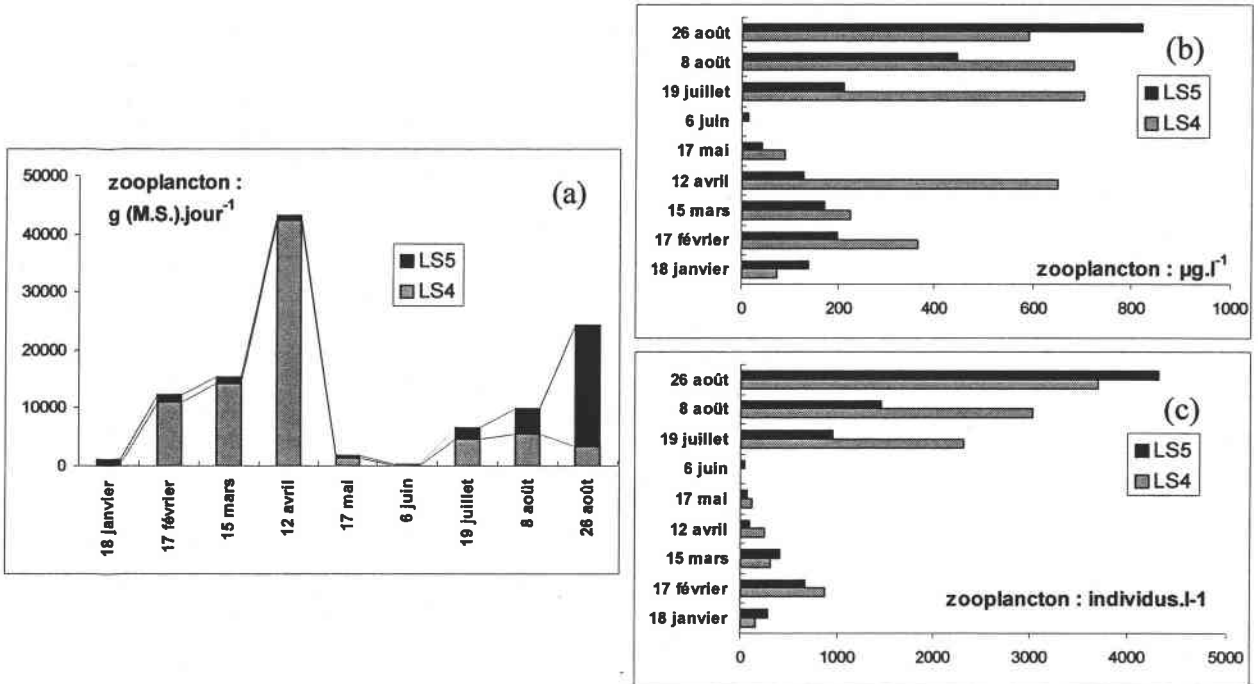 zooplancton :
g (M.S.).jour⁻¹
(a)
50000
40000
30000
20000
10000
0
LS5
LS4
18 janvier
17 février
15 mars
12 avril
17 mai
6 juin
19 juillet
8 août
26 août
(b)
26 août
8 août
19 juillet
6 juin
17 mai
12 avril
15 mars
17 février
18 janvier
LS5
LS4
zooplancton : µg.l⁻¹
0 200 400 600 800 1000
(c)
26 août
8 août
19 juillet
6 juin
17 mai
12 avril
15 mars
17 février
18 janvier
LS5
LS4
zooplancton : individus.l-1
0 1000 2000 3000 4000 5000